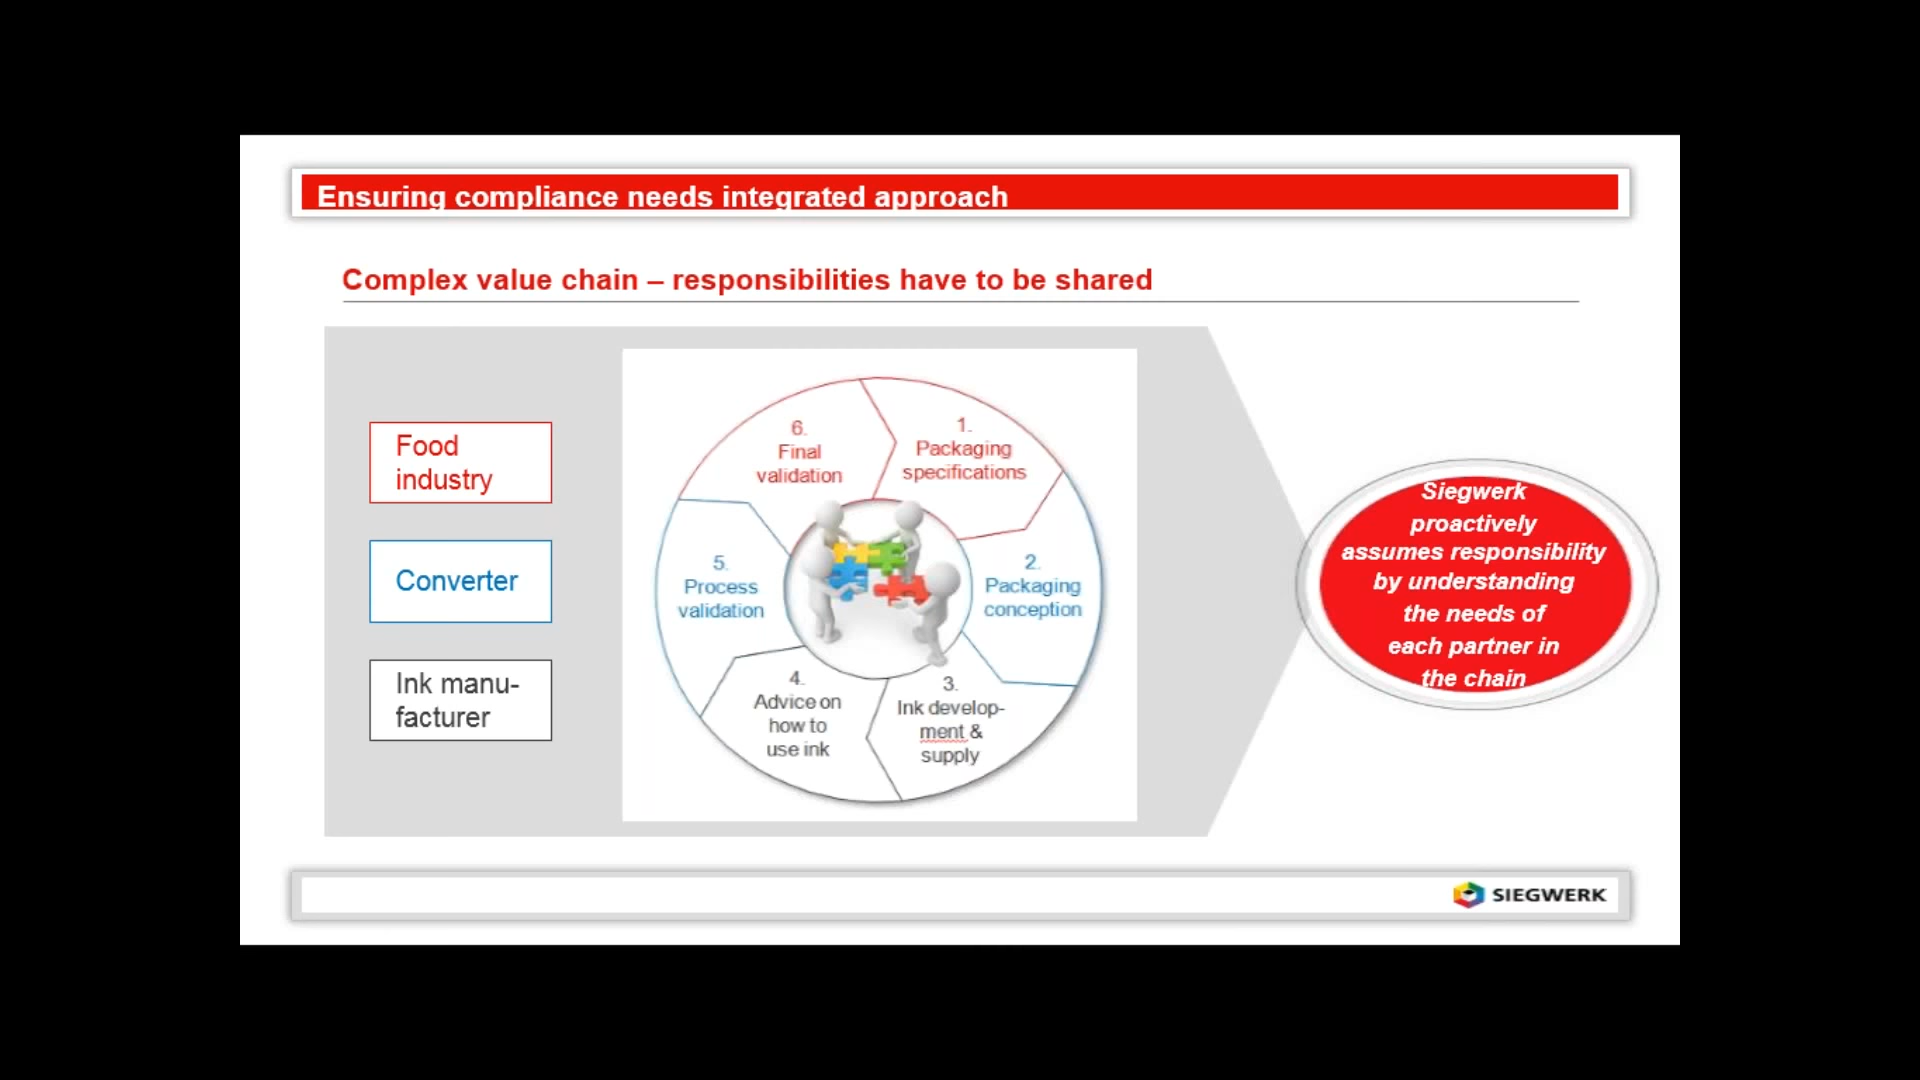 Ensuring compliance needs integrated approach
Complex value chain – responsibilities have to be shared
Food
industry
Converter
Ink manu-
facturer
1.
Packaging
specifications
2.
Packaging
conception
3.
Ink develop-
ment &
supply
4.
Advice on
how to
use ink
5.
Process
validation
6.
Final
validation
Siegwerk
proactively
assumes responsibility
by understanding
the needs of
each partner in
the chain
SIEGWERK